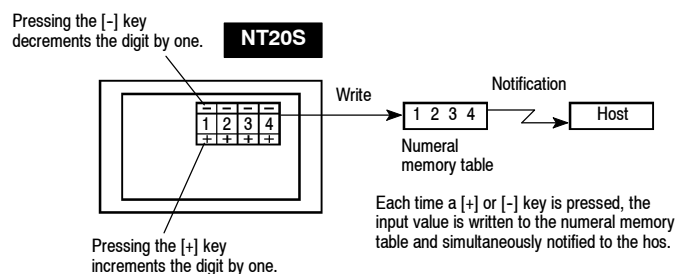 Pressing the [-] key
decrements the digit by one.
NT20S
Write
Notification
- - - -
1 2 3 4
+ + + +
1 2 3 4
Host
Numeral
memory table
Each time a [+] or [-] key is pressed, the
input value is written to the numeral memory
table and simultaneously notified to the hos.
Pressing the [+] key
increments the digit by one.